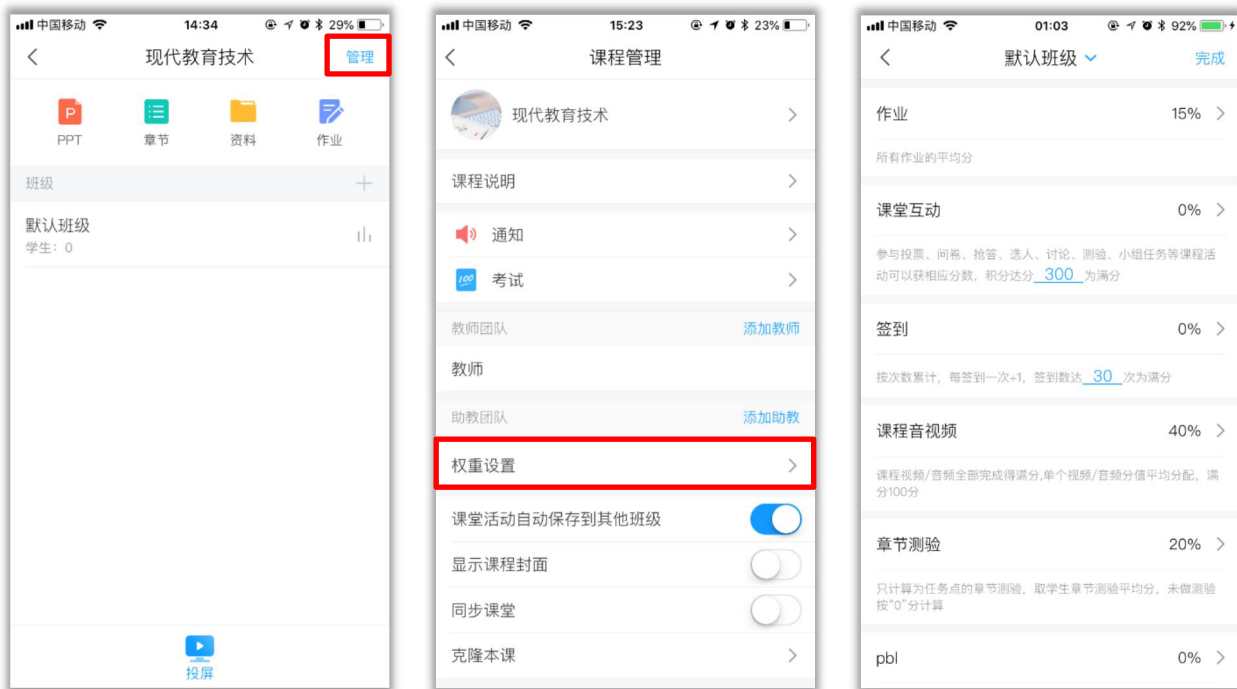 中国移动 14:34 29%
现代教育技术 管理
P
PPT 章节 资料 作业
班级
默认班级
学生：0
投屏
中国移动 15:23 23%
课程管理
现代教育技术
课程说明
通知
100 考试
教师团队 添加教师
教师
助教团队 添加助教
权重设置
课堂活动自动保存到其他班级
显示课程封面
同步课堂
克隆本课
中国移动 01:03 92%
默认班级 完成
作业 15%
所有作业的平均分
课堂互动 0%
参与投票、问卷、抢答、选人、讨论、测验、小组任务等课程活
动可以获相应分数，积分达分 300 为满分
签到 0%
按次数累计，每签到一次+1，签到数达 30 次为满分
课程音视频 40%
课程视频/音频全部完成得满分,单个视频/音频分值平均分配，满
分100分
章节测验 20%
只计算为任务点的章节测验，取学生章节测验平均分，未做测验
按"0"分计算
pbl 0%